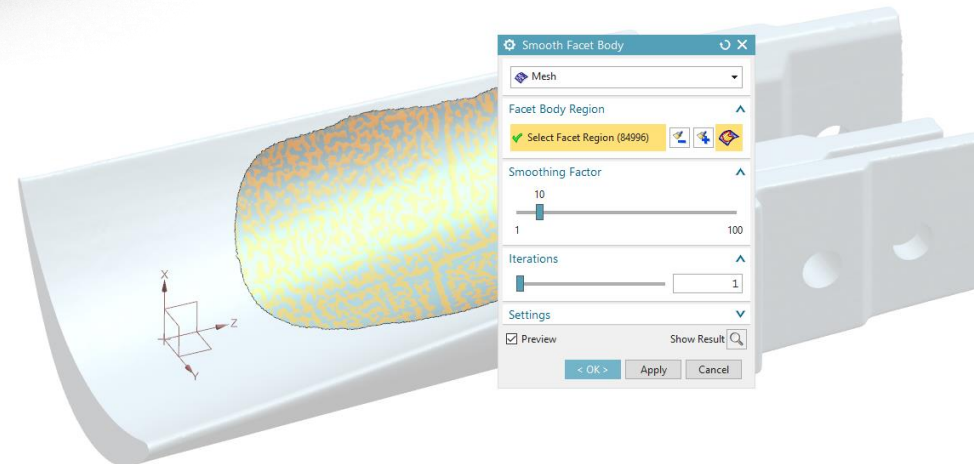 Smooth Facet Body
Mesh
Facet Body Region
Select Facet Region (84996)
Smoothing Factor
10
1 100
Iterations
1
Settings
Preview Show Result
< OK > Apply Cancel
X
Z
Y